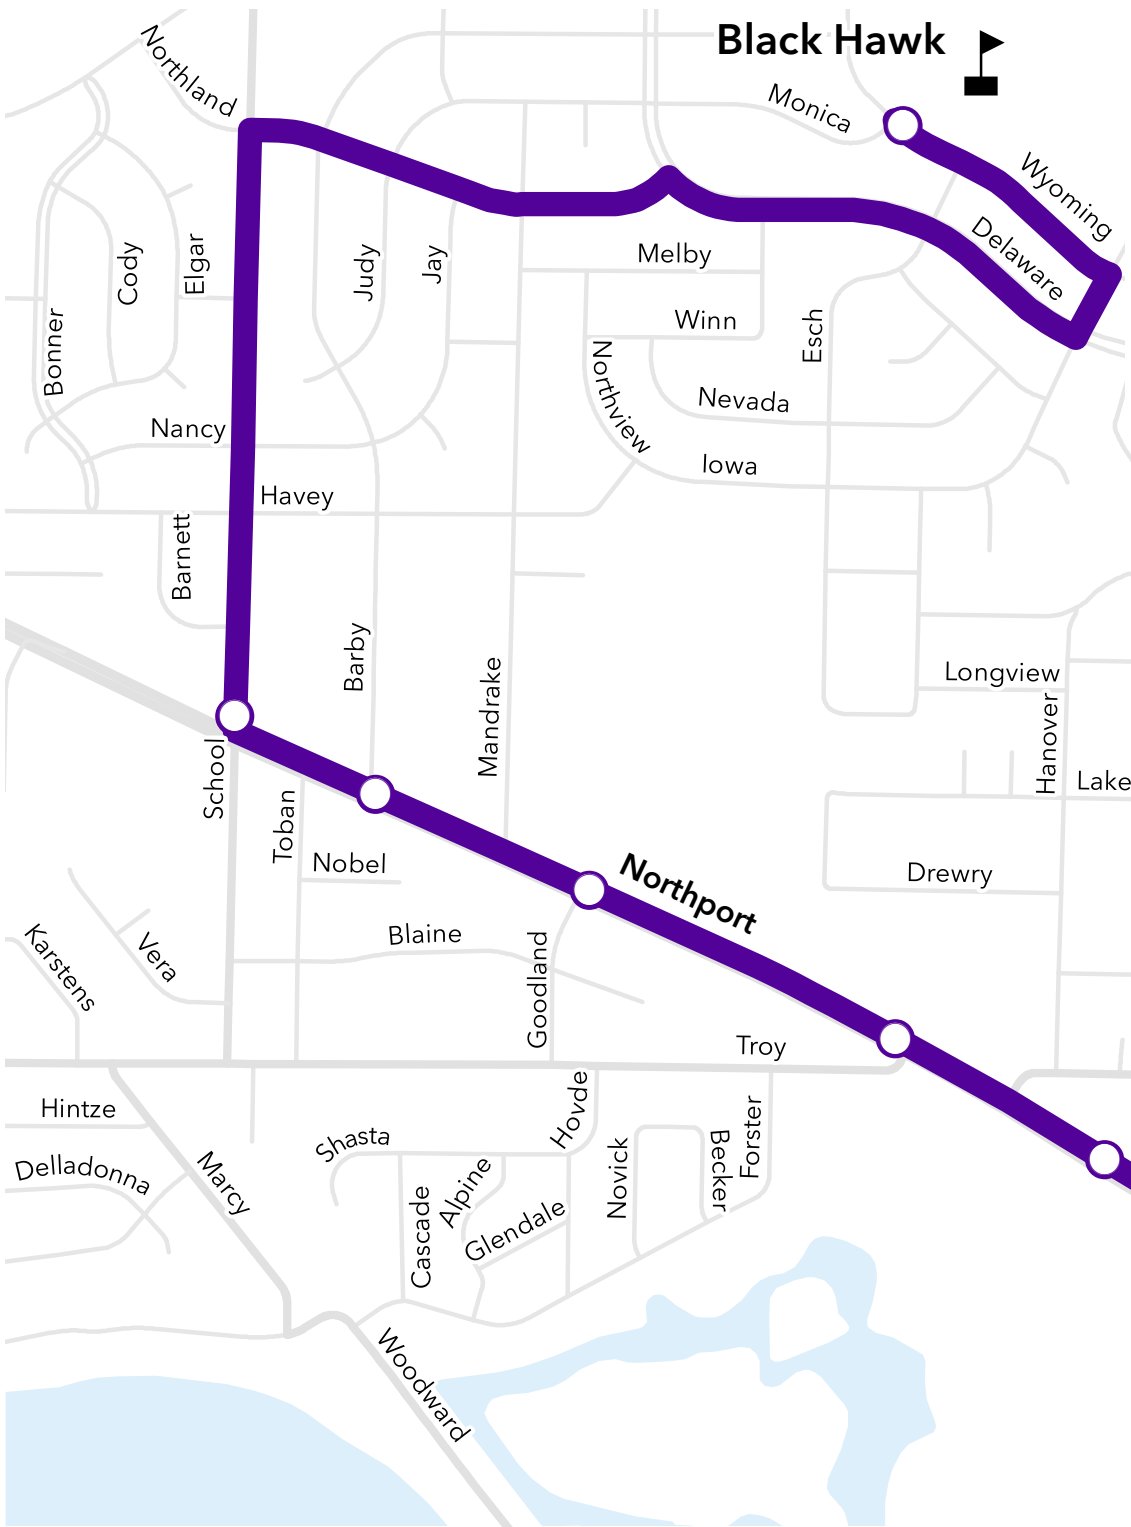 Black Hawk
Northland
Monica
Wyoming
Delaware
Cody
Elgar
Judy
Jay
Melby
Bonner
Winn
Esch
Northview
Nevada
Nancy
Iowa
Havey
Barnett
Barby
Mandrake
Longview
Hanover
School
Lake
Toban
Nobel
Northport
Drewry
Karstens
Vera
Blaine
Goodland
Troy
Hintze
Hovde
Shasta
Forster
Becker
Novick
Delladonna
Marcy
Alpine
Cascade
Glendale
Woodward